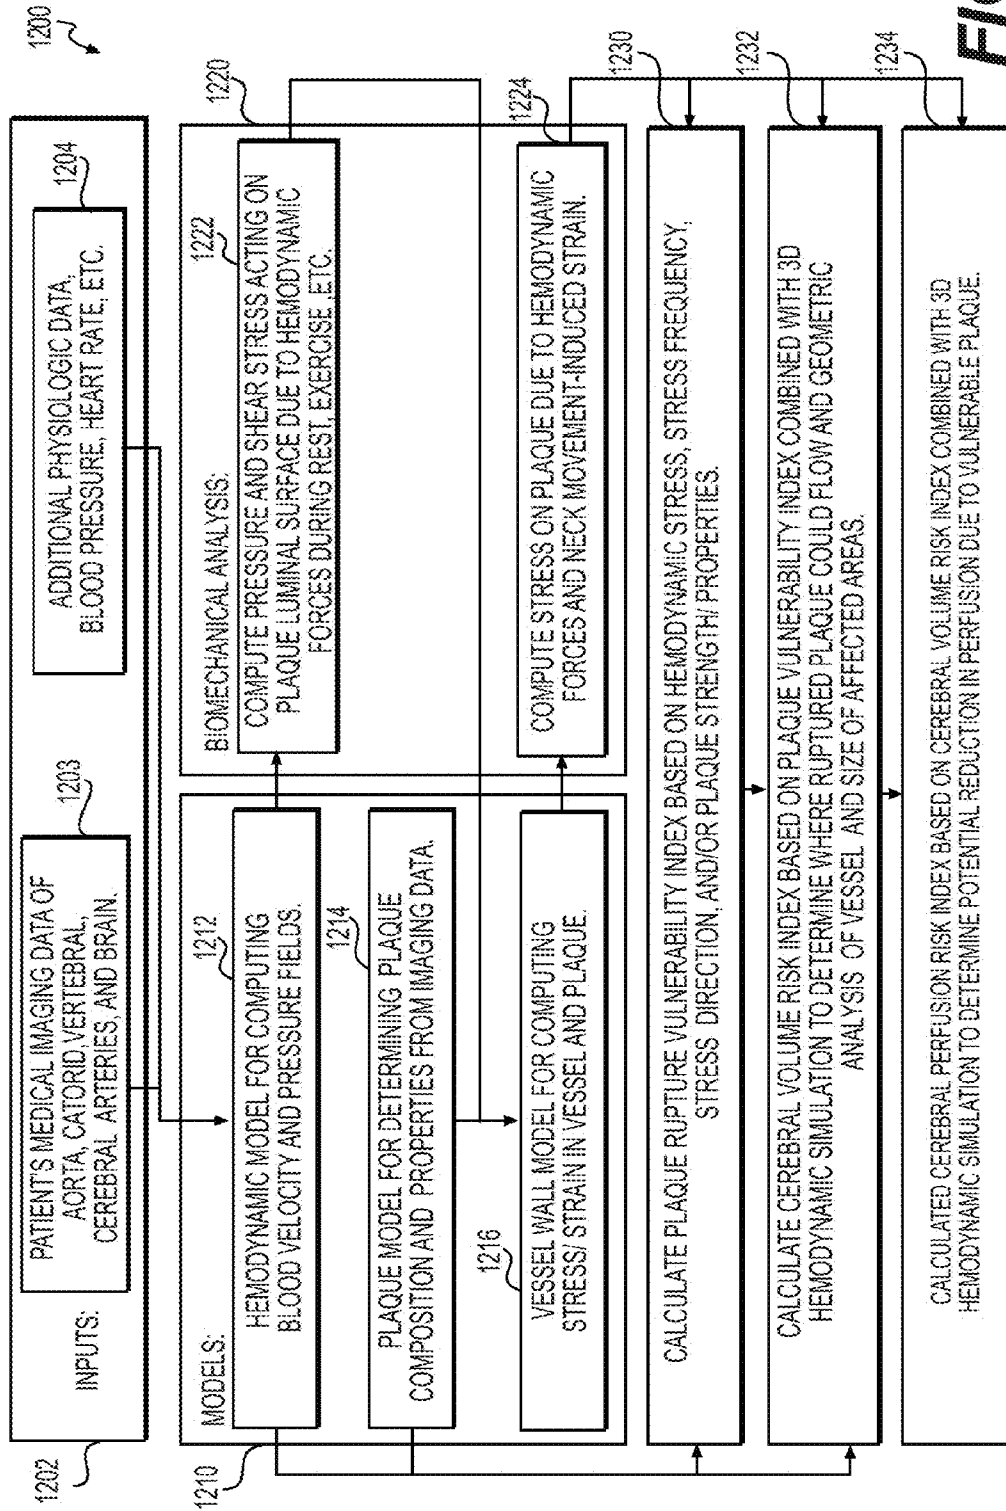 1200
1202
INPUTS:
1203
PATIENT'S MEDICAL IMAGING DATA OF
AORTA, CATORID, VERTEBRAL,
CEREBRAL ARTERIES, AND BRAIN.
1204
ADDITIONAL PHYSIOLOGIC DATA,
BLOOD PRESSURE, HEART RATE, ETC.
1210
MODELS:
1212
HEMODYNAMIC MODEL FOR COMPUTING
BLOOD VELOCITY AND PRESSURE FIELDS.
1214
PLAQUE MODEL FOR DETERMINING PLAQUE
COMPOSITION AND PROPERTIES FROM IMAGING DATA.
1216
VESSEL WALL MODEL FOR COMPUTING
STRESS/ STRAIN IN VESSEL AND PLAQUE.
1220
BIOMECHANICAL ANALYSIS:
1222
COMPUTE PRESSURE AND SHEAR STRESS ACTING ON
PLAQUE LUMINAL SURFACE DUE TO HEMODYNAMIC
FORCES DURING REST, EXERCISE ,ETC.
1224
COMPUTE STRESS ON PLAQUE DUE TO HEMODYNAMIC
FORCES AND NECK MOVEMENT-INDUCED STRAIN.
1230
CALCULATE PLAQUE RUPTURE VULNERABILITY INDEX BASED ON HEMODYNAMIC STRESS, STRESS FREQUENCY,
STRESS DIRECTION, AND/OR PLAQUE STRENGTH/ PROPERTIES.
1232
CALCULATE CEREBRAL VOLUME RISK INDEX BASED ON PLAQUE VULNERABILITY INDEX COMBINED WITH 3D
HEMODYNAMIC SIMULATION TO DETERMINE WHERE RUPTURED PLAQUE COULD FLOW AND GEOMETRIC
ANALYSIS OF VESSEL AND SIZE OF AFFECTED AREAS.
1234
CALCULATED CEREBRAL PERFUSION RISK INDEX BASED ON CEREBRAL VOLUME RISK INDEX COMBINED WITH 3D
HEMODYNAMIC SIMULATION TO DETERMINE POTENTIAL REDUCTION IN PERFUSION DUE TO VULNERABLE PLAQUE.